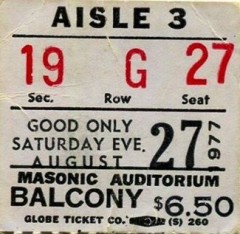 AISLE 3
19 G 27
Sec. Row Seat
GOOD ONLY
SATURDAY EVE.
AUGUST 27 1977
MASONIC AUDITORIUM
BALCONY $6.50
GLOBE TICKET CO. (S) 260